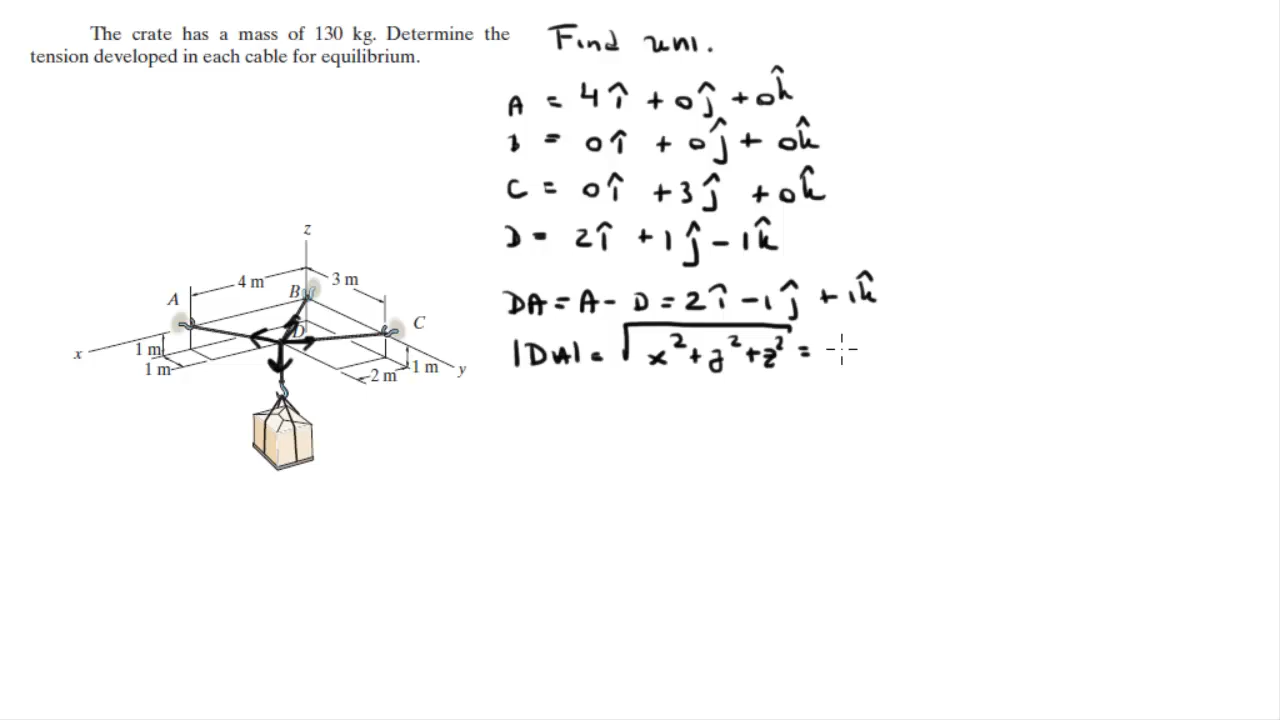 The crate has a mass of 130 kg. Determine the
tension developed in each cable for equilibrium.
Find uni.
A = 4î + 0ĵ + 0k̂
B = 0î + 0ĵ + 0k̂
C = 0î + 3ĵ + 0k̂
D = 2î + 1ĵ - 1k̂
DA = A - D = 2î - 1ĵ + 1k̂
|DA| = √x² + y² + z² =
z
4 m
3 m
A
B
C
D
x
1 m
1 m
2 m
1 m
y